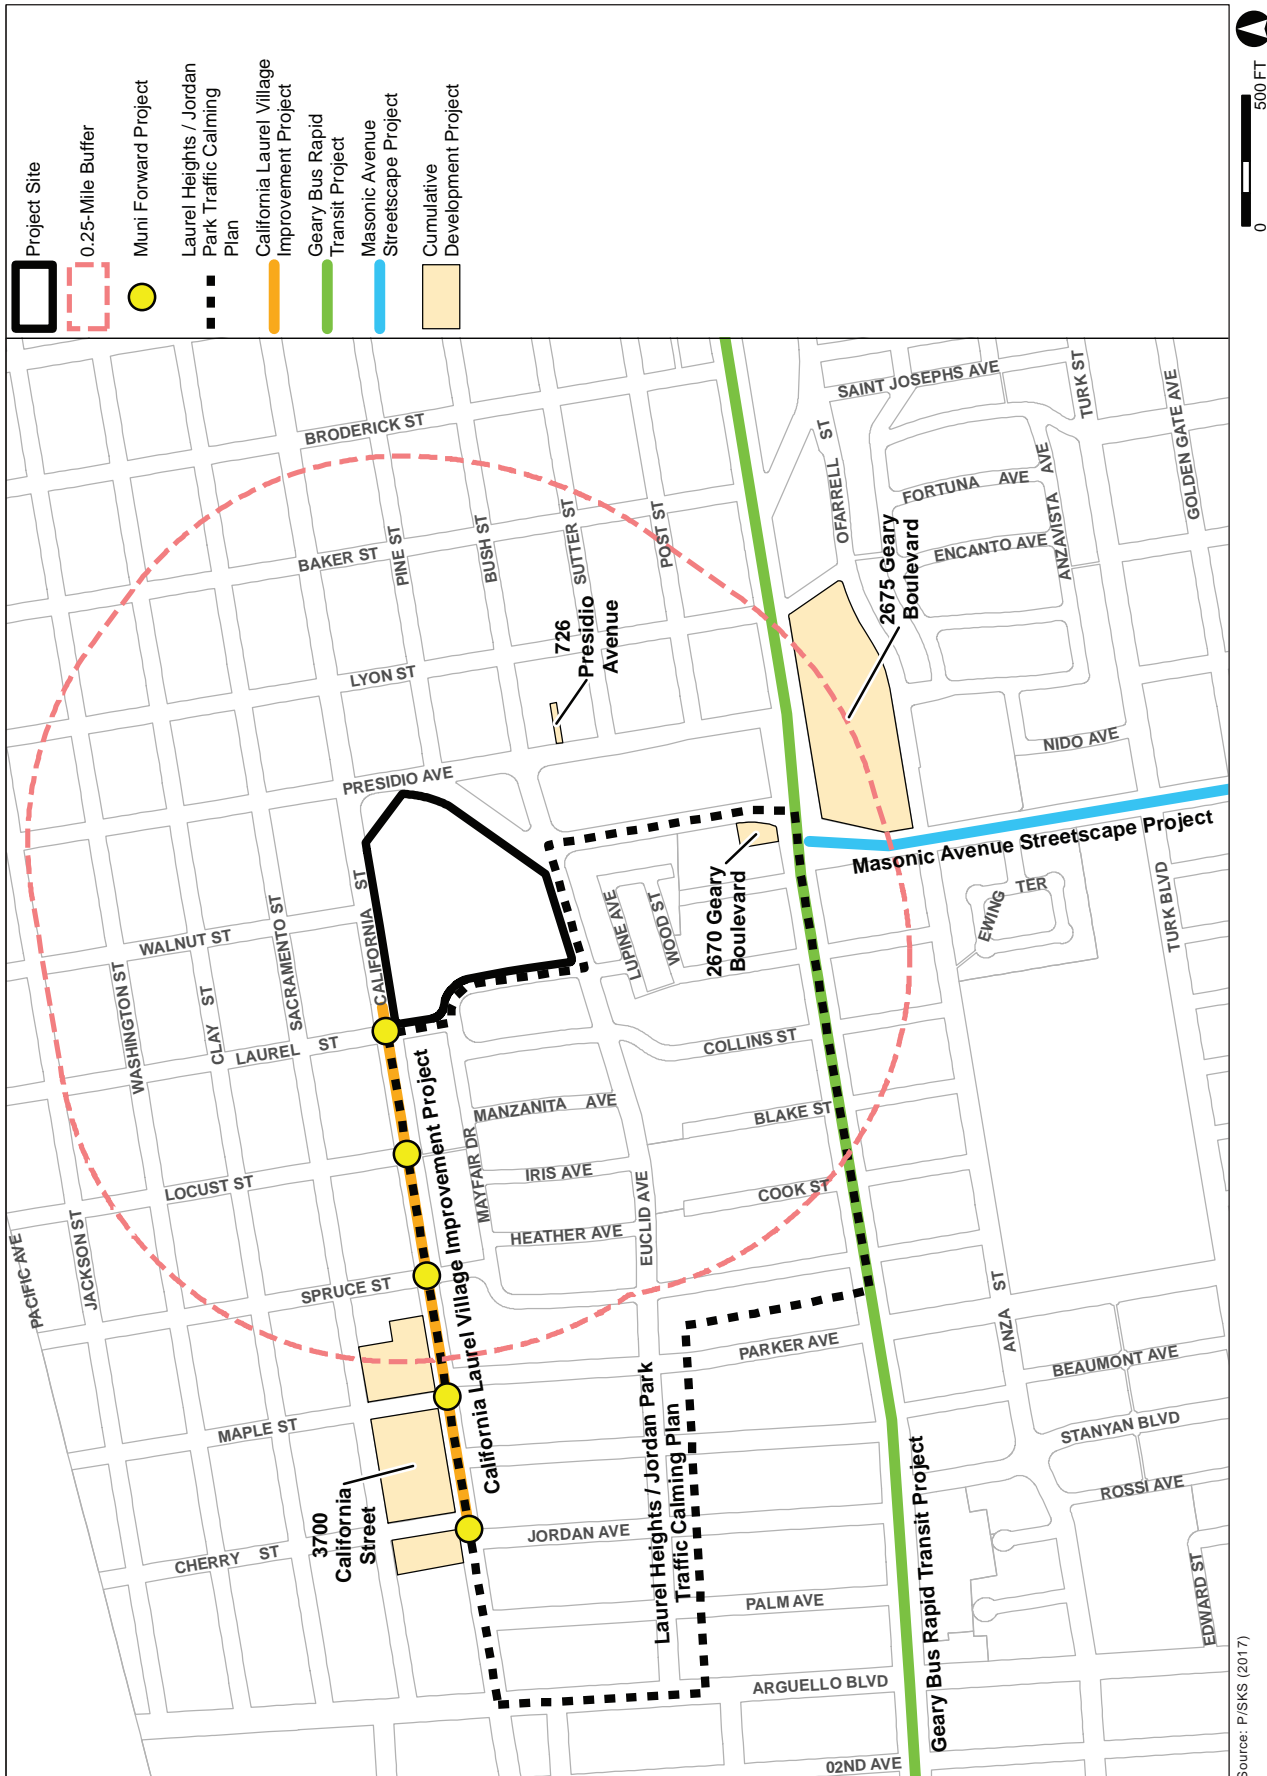 Project Site
0.25-Mile Buffer
Muni Forward Project
Laurel Heights / Jordan
Park Traffic Calming
Plan
California Laurel Village
Improvement Project
Geary Bus Rapid
Transit Project
Masonic Avenue
Streetscape Project
Cumulative
Development Project
0
500 FT
PACIFIC AVE
JACKSON ST
WASHINGTON ST
CLAY ST
SACRAMENTO ST
CALIFORNIA ST
PINE ST
BUSH ST
SUTTER ST
POST ST
BRODERICK ST
BAKER ST
LYON ST
PRESIDIO AVE
WALNUT ST
LAUREL ST
LOCUST ST
SPRUCE ST
MAPLE ST
CHERRY ST
MAYFAIR DR
MANZANITA AVE
IRIS AVE
HEATHER AVE
EUCLID AVE
LUPINE AVE
WOOD ST
COLLINS ST
BLAKE ST
COOK ST
PARKER AVE
JORDAN AVE
PALM AVE
ARGUELLO BLVD
02ND AVE
OFARRELL ST
SAINT JOSEPHS AVE
TURK ST
GOLDEN GATE AVE
FORTUNA AVE
ENCANTO AVE
ANZAVISTA AVE
NIDO AVE
EWING TER
TURK BLVD
ANZA ST
BEAUMONT AVE
STANYAN BLVD
ROSSI AVE
EDWARD ST
726
Presidio
Avenue
2675 Geary
Boulevard
2670 Geary
Boulevard
3700
California
Street
California Laurel Village Improvement Project
Laurel Heights / Jordan Park
Traffic Calming Plan
Geary Bus Rapid Transit Project
Masonic Avenue Streetscape Project
Source: P/SKS (2017)